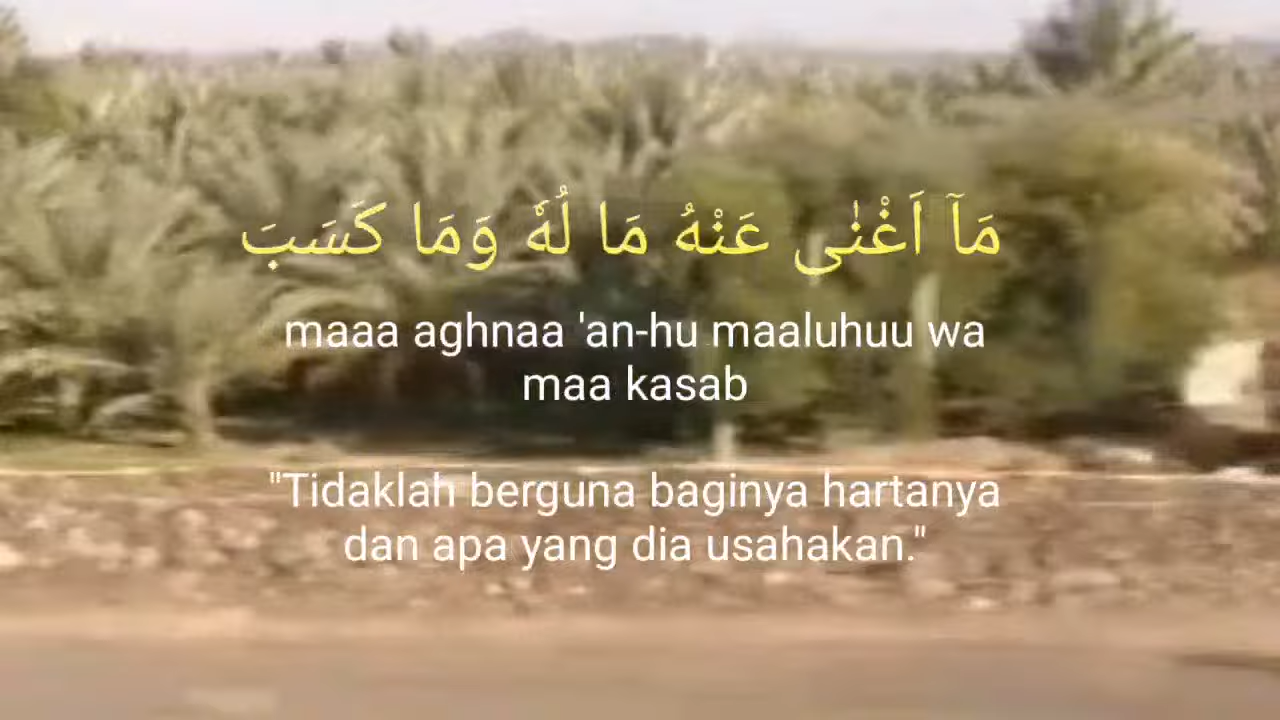 مَآ اَغْنٰى عَنْهُ مَا لُهٗ وَمَا كَسَبَ
maaa aghnaa 'an-hu maaluhuu wa
maa kasab
"Tidaklah berguna baginya hartanya
dan apa yang dia usahakan."